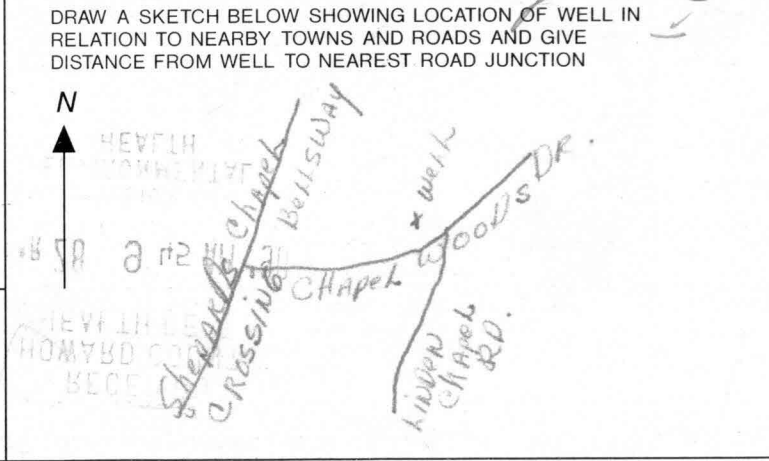 DRAW A SKETCH BELOW SHOWING LOCATION OF WELL IN
RELATION TO NEARBY TOWNS AND ROADS AND GIVE
DISTANCE FROM WELL TO NEAREST ROAD JUNCTION
N
Chapel
BellsWay
x Well
WOODS DR.
CHAPEL
CROSSING
LINDEN
Chapel
RD.
HEALTH
HOWARD